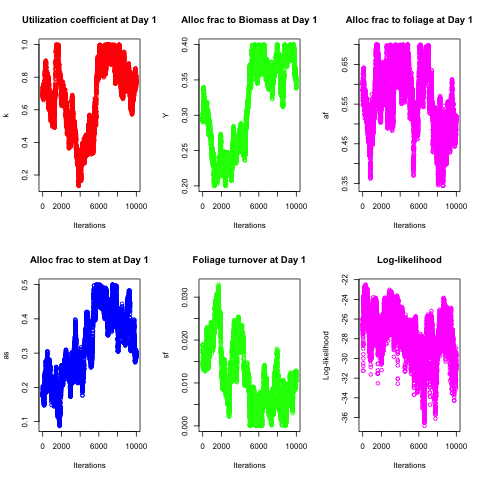 Utilization coefficient at Day 1
k
1.0
0.8
0.6
0.4
0.2
0 2000 6000 10000
Iterations
Alloc frac to Biomass at Day 1
Y
0.40
0.35
0.30
0.25
0.20
0 2000 6000 10000
Iterations
Alloc frac to foliage at Day 1
af
0.65
0.55
0.45
0.35
0 2000 6000 10000
Iterations
Alloc frac to stem at Day 1
as
0.5
0.4
0.3
0.2
0.1
0 2000 6000 10000
Iterations
Foliage turnover at Day 1
sf
0.030
0.020
0.010
0.000
0 2000 6000 10000
Iterations
Log-likelihood
Log-likelihood
-22
-24
-26
-28
-30
-32
-34
-36
0 2000 6000 10000
Iterations